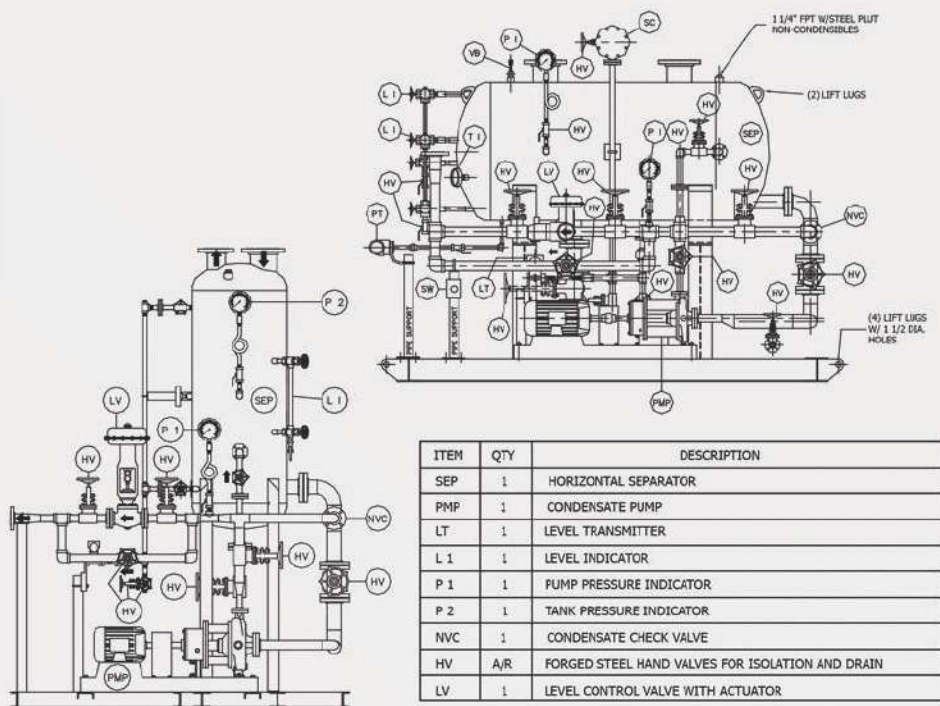 1 1/4" FPT W/STEEL PLUT
NON-CONDENSIBLES
SC
P I
VB
HV
(2) LIFT LUGS
L I
HV
SEP
L I
HV
T I
P I
HV
HV
HV
LV
HV
HV
HV
PT
NVC
SW
LT
HV
HV
HV
HV
HV
PIPE SUPPORT
PIPE SUPPORT
(4) LIFT LUGS
W/ 1 1/2 DIA.
HOLES
PMP
P 2
SEP
L I
LV
P 1
HV
HV
NVC
HV
HV
HV
HV
PMP
ITEM QTY DESCRIPTION
SEP 1 HORIZONTAL SEPARATOR
PMP 1 CONDENSATE PUMP
LT 1 LEVEL TRANSMITTER
L 1 1 LEVEL INDICATOR
P 1 1 PUMP PRESSURE INDICATOR
P 2 1 TANK PRESSURE INDICATOR
NVC 1 CONDENSATE CHECK VALVE
HV A/R FORGED STEEL HAND VALVES FOR ISOLATION AND DRAIN
LV 1 LEVEL CONTROL VALVE WITH ACTUATOR